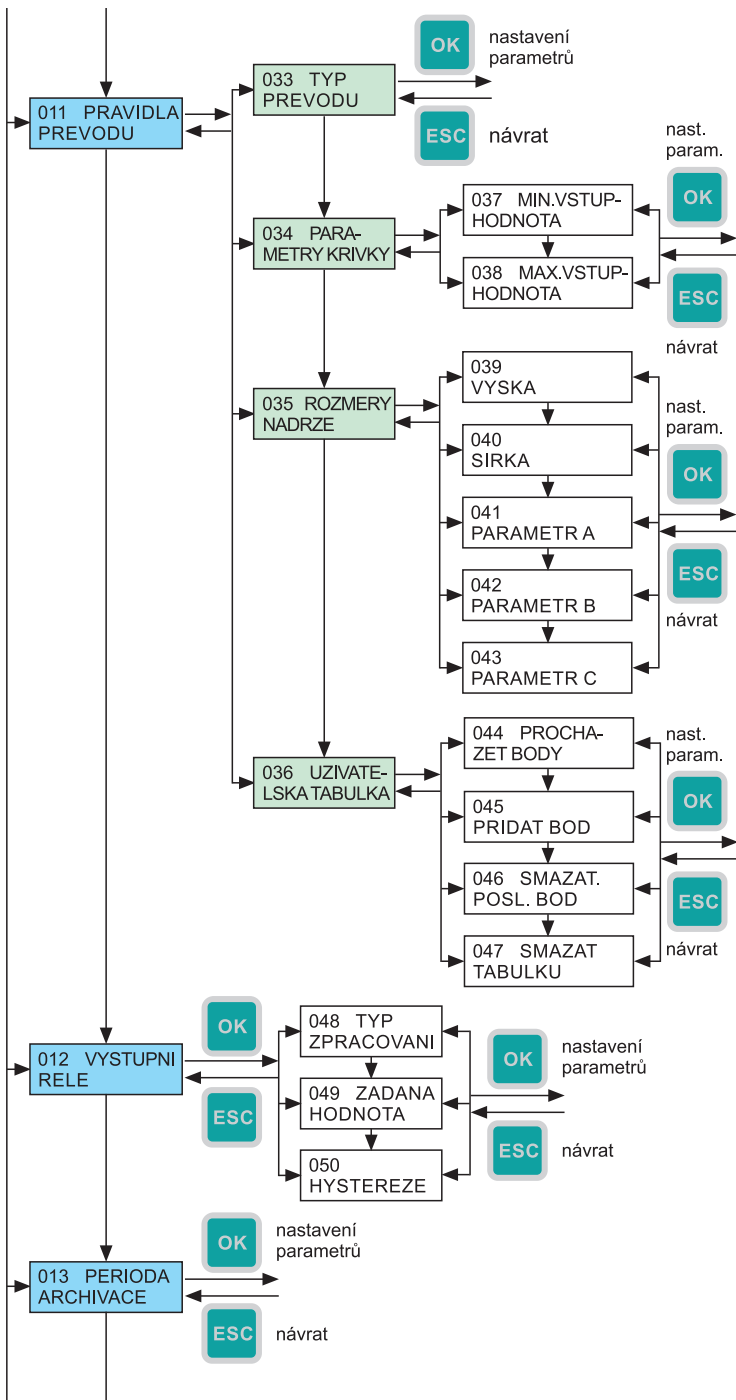 OK
nastavení
parametrů
033 TYP
PREVODU
011 PRAVIDLA
PREVODU
ESC
návrat
nast.
param.
037 MIN.VSTUP-
HODNOTA
OK
034 PARA-
METRY KRIVKY
038 MAX.VSTUP-
HODNOTA
ESC
návrat
039
VYSKA
035 ROZMERY
NADRZE
nast.
param.
040
SIRKA
OK
041
PARAMETR A
ESC
042
PARAMETR B
návrat
043
PARAMETR C
044 PROCHA-
ZET BODY
nast.
param.
036 UZIVATE-
LSKA TABULKA
OK
045
PRIDAT BOD
046 SMAZAT.
POSL. BOD
ESC
047 SMAZAT
TABULKU
návrat
OK
048 TYP
ZPRACOVANI
OK
nastavení
parametrů
012 VYSTUPNI
RELE
049 ZADANA
HODNOTA
ESC
ESC
návrat
050
HYSTEREZE
OK
nastavení
parametrů
013 PERIODA
ARCHIVACE
ESC
návrat